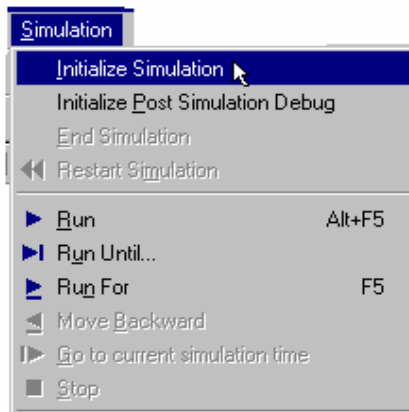 Simulation
Initialize Simulation
Initialize Post Simulation Debug
End Simulation
Restart Simulation
Run Alt+F5
Run Until...
Run For F5
Move Backward
Go to current simulation time
Stop